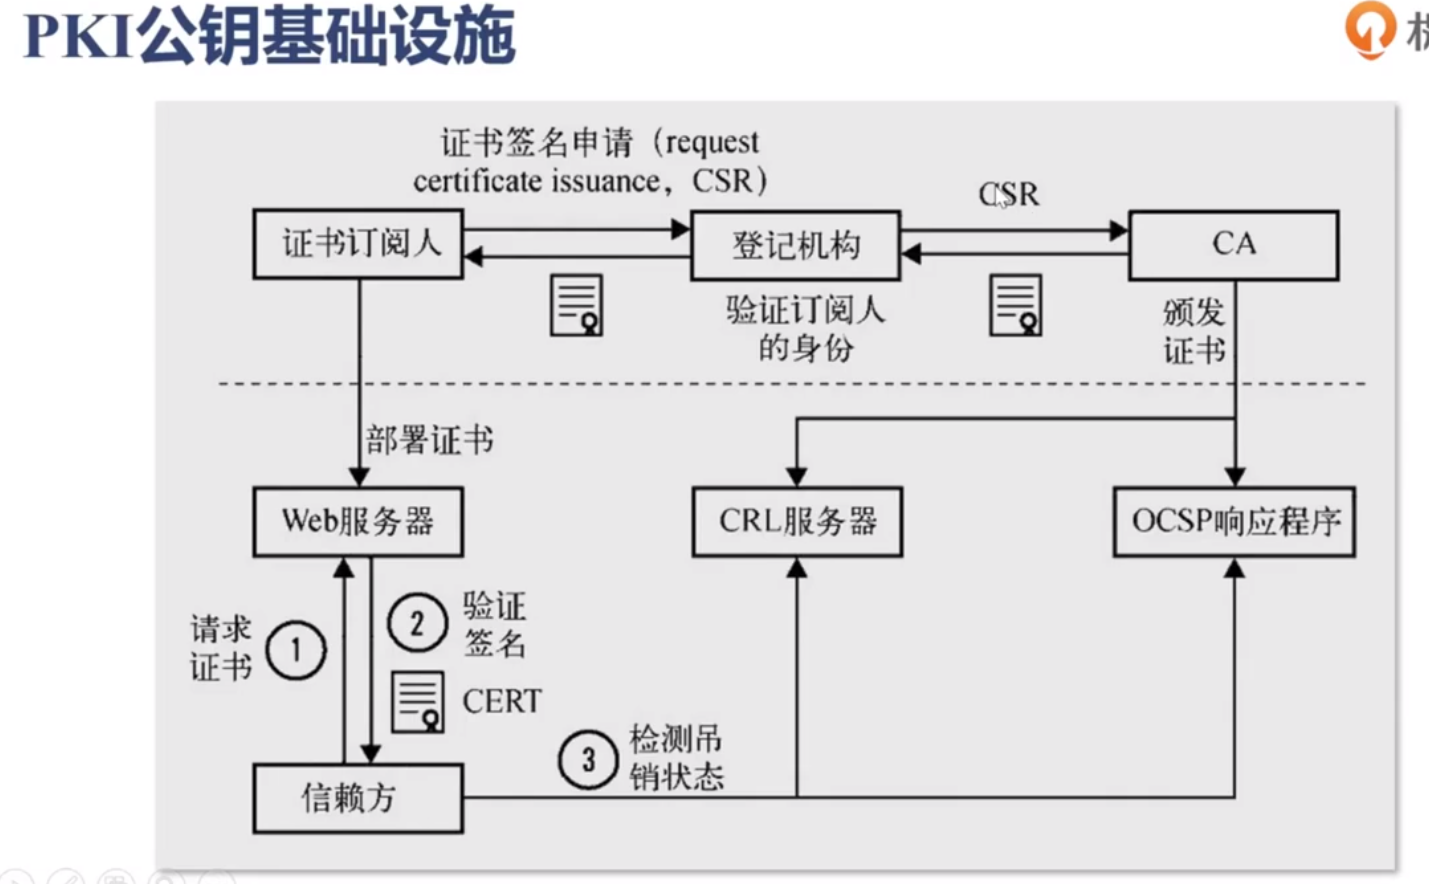 PKI公钥基础设施
证书签名申请（request
certificate issuance，CSR）
CSR
证书订阅人
登记机构
CA
验证订阅人
的身份
颁发
证书
部署证书
Web服务器
CRL服务器
OCSP响应程序
请求
证书
1
2
验证
签名
CERT
3
检测吊
销状态
信赖方